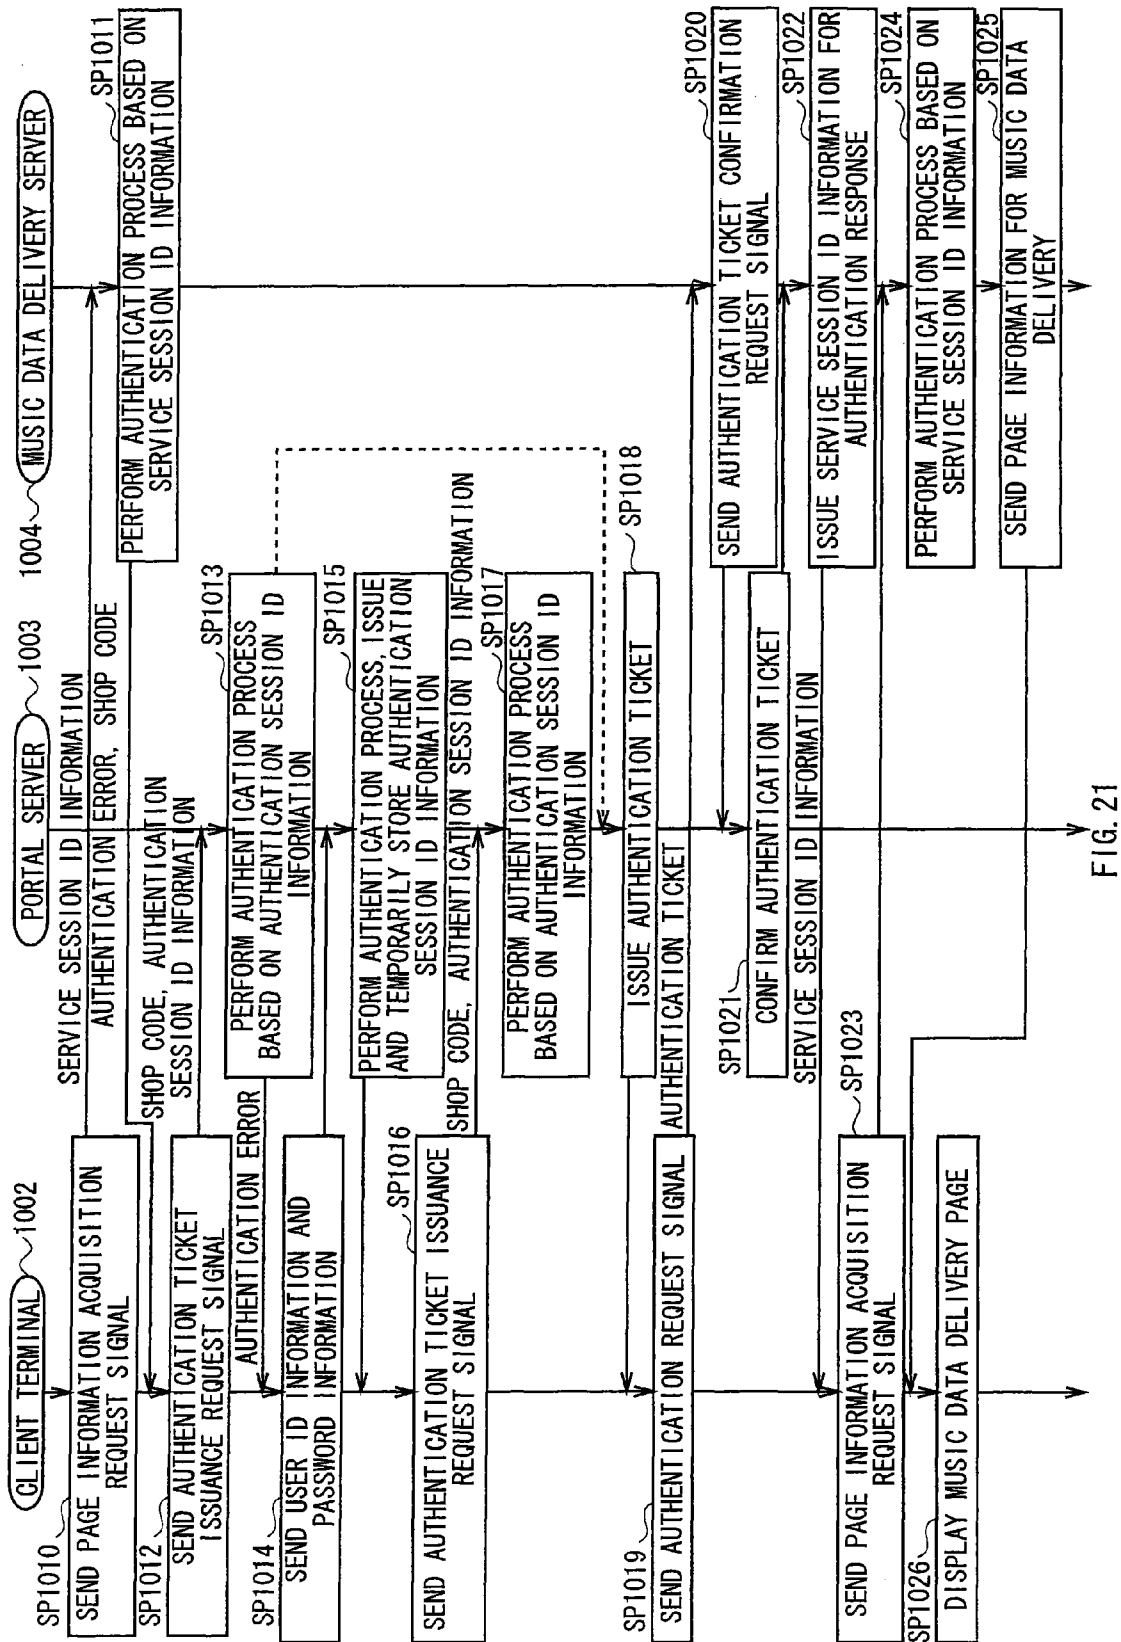 CLIENT TERMINAL
1002
PORTAL SERVER
1003
MUSIC DATA DELIVERY SERVER
1004
SP1010
SEND PAGE INFORMATION ACQUISITION
REQUEST SIGNAL
SERVICE SESSION ID INFORMATION
SP1011
PERFORM AUTHENTICATION PROCESS BASED ON
SERVICE SESSION ID INFORMATION
AUTHENTICATION ERROR, SHOP CODE
SP1012
SEND AUTHENTICATION TICKET
ISSUANCE REQUEST SIGNAL
SHOP CODE, AUTHENTICATION
SESSION ID INFORMATION
SP1013
PERFORM AUTHENTICATION PROCESS
BASED ON AUTHENTICATION SESSION ID
INFORMATION
AUTHENTICATION ERROR
SP1014
SEND USER ID INFORMATION AND
PASSWORD INFORMATION
SP1015
PERFORM AUTHENTICATION PROCESS, ISSUE
AND TEMPORARILY STORE AUTHENTICATION
SESSION ID INFORMATION
SP1016
SEND AUTHENTICATION TICKET ISSUANCE
REQUEST SIGNAL
SHOP CODE, AUTHENTICATION SESSION ID INFORMATION
SP1017
PERFORM AUTHENTICATION PROCESS
BASED ON AUTHENTICATION SESSION ID
INFORMATION
SP1018
ISSUE AUTHENTICATION TICKET
SP1019
SEND AUTHENTICATION REQUEST SIGNAL
AUTHENTICATION TICKET
SP1020
SEND AUTHENTICATION TICKET CONFIRMATION
REQUEST SIGNAL
SP1021
CONFIRM AUTHENTICATION TICKET
SP1022
ISSUE SERVICE SESSION ID INFORMATION FOR
AUTHENTICATION RESPONSE
SERVICE SESSION ID INFORMATION
SP1023
SEND PAGE INFORMATION ACQUISITION
REQUEST SIGNAL
SP1024
PERFORM AUTHENTICATION PROCESS BASED ON
SERVICE SESSION ID INFORMATION
SP1025
SEND PAGE INFORMATION FOR MUSIC DATA
DELIVERY
SP1026
DISPLAY MUSIC DATA DELIVERY PAGE
FIG. 21